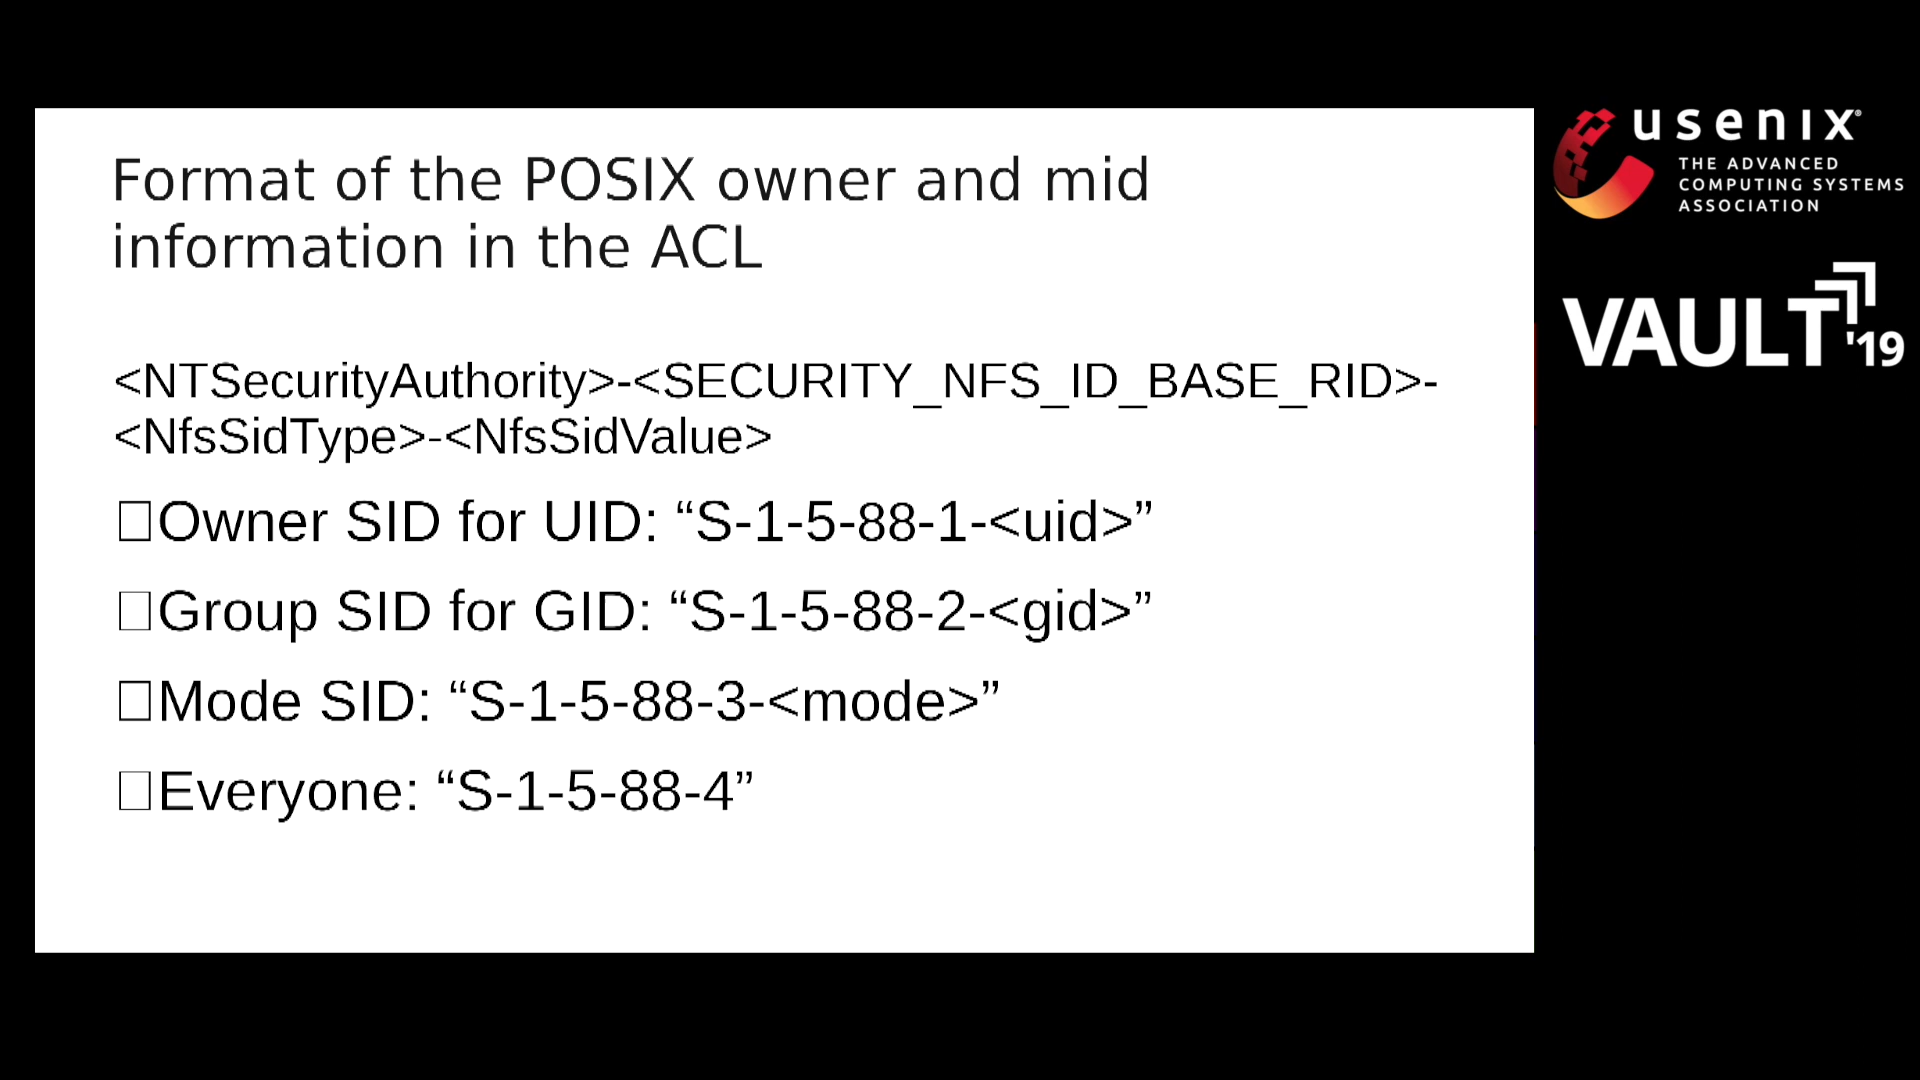 Format of the POSIX owner and mid
information in the ACL
<NTSecurityAuthority>-<SECURITY_NFS_ID_BASE_RID>-
<NfsSidType>-<NfsSidValue>
□Owner SID for UID: “S-1-5-88-1-<uid>”
□Group SID for GID: “S-1-5-88-2-<gid>”
□Mode SID: “S-1-5-88-3-<mode>”
□Everyone: “S-1-5-88-4”
usenix®
THE ADVANCED
COMPUTING SYSTEMS
ASSOCIATION
VAULT '19